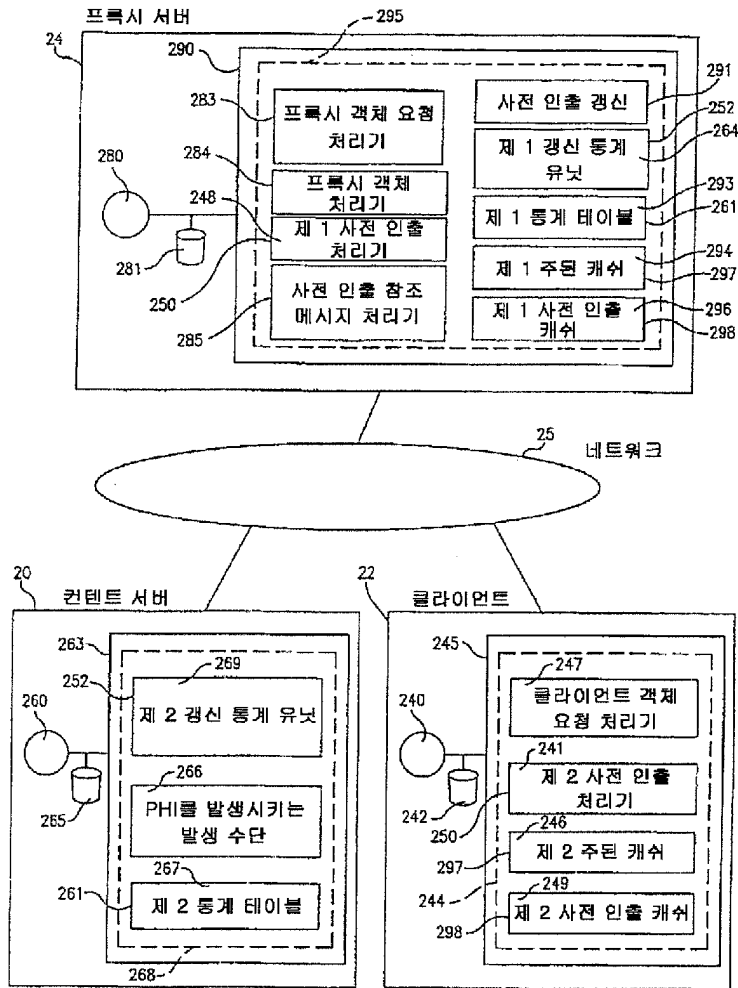 프록시 서버
24
290
295
283
프록시 객체 요청
처리기
284
프록시 객체
처리기
248
제 1 사전 인출
처리기
250
사전 인출 참조
메시지 처리기
285
280
281
291
사전 인출 갱신
252
264
제 1 갱신 통계
유닛
293
제 1 통계 테이블
261
294
제 1 주된 캐쉬
297
296
제 1 사전 인출
캐쉬
298
25
네트워크
20
컨텐트 서버
263
269
252
제 2 갱신 통계 유닛
260
265
266
PHI를 발생시키는
발생 수단
267
261
제 2 통계 테이블
268
22
클라이언트
245
247
클라이언트 객체
요청 처리기
240
242
241
제 2 사전 인출
처리기
250
246
제 2 주된 캐쉬
297
249
244
제 2 사전 인출 캐쉬
298